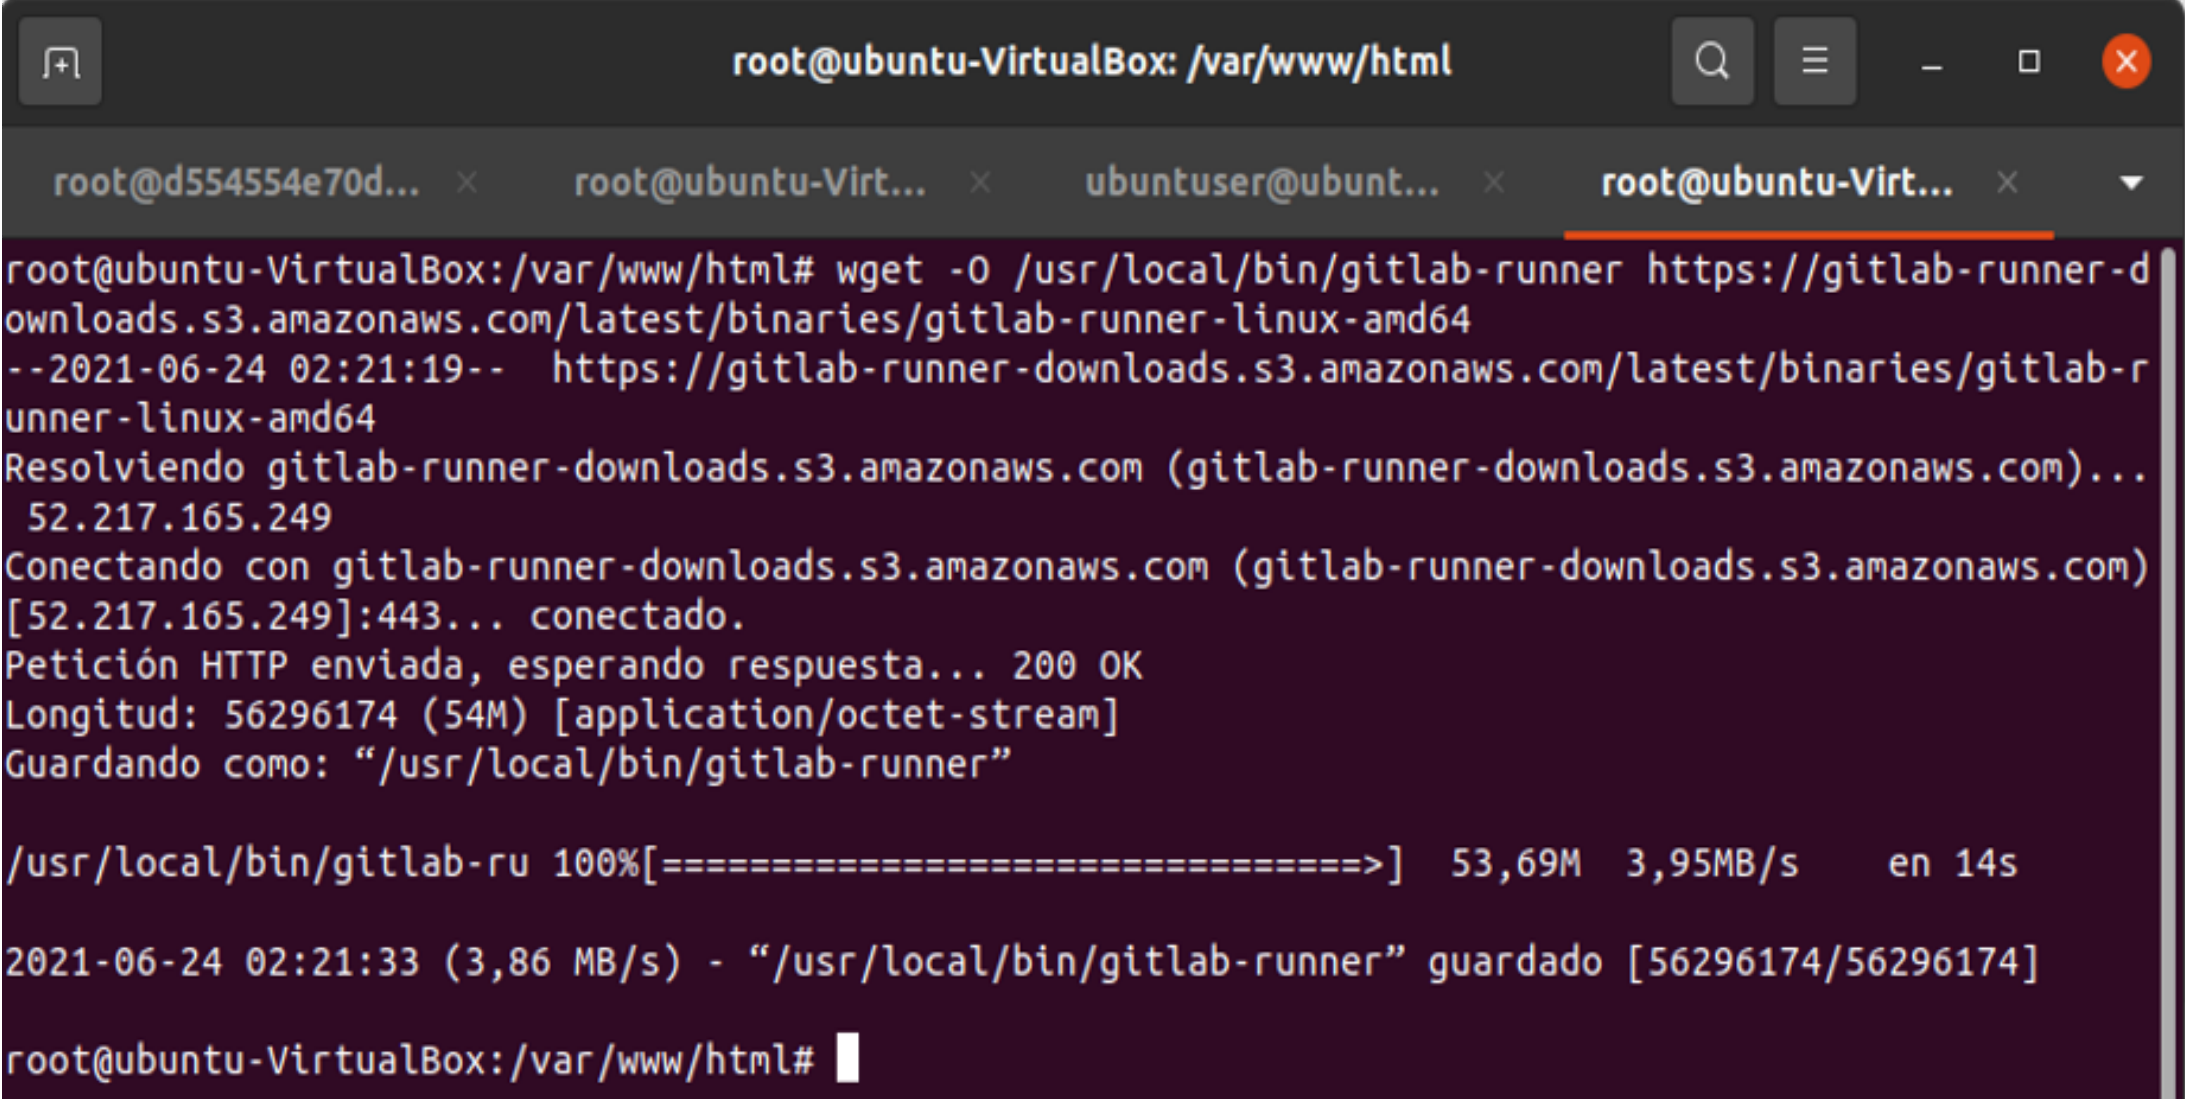 root@ubuntu-VirtualBox: /var/www/html
root@d554554e70d... × root@ubuntu-Virt... × ubuntuser@ubunt... × root@ubuntu-Virt... ×
root@ubuntu-VirtualBox:/var/www/html# wget -O /usr/local/bin/gitlab-runner https://gitlab-runner-d
ownloads.s3.amazonaws.com/latest/binaries/gitlab-runner-linux-amd64
--2021-06-24 02:21:19--  https://gitlab-runner-downloads.s3.amazonaws.com/latest/binaries/gitlab-r
unner-linux-amd64
Resolviendo gitlab-runner-downloads.s3.amazonaws.com (gitlab-runner-downloads.s3.amazonaws.com)...
 52.217.165.249
Conectando con gitlab-runner-downloads.s3.amazonaws.com (gitlab-runner-downloads.s3.amazonaws.com)
[52.217.165.249]:443... conectado.
Petición HTTP enviada, esperando respuesta... 200 OK
Longitud: 56296174 (54M) [application/octet-stream]
Guardando como: “/usr/local/bin/gitlab-runner”
/usr/local/bin/gitlab-ru 100%[================================>]  53,69M  3,95MB/s    en 14s
2021-06-24 02:21:33 (3,86 MB/s) - “/usr/local/bin/gitlab-runner” guardado [56296174/56296174]
root@ubuntu-VirtualBox:/var/www/html#